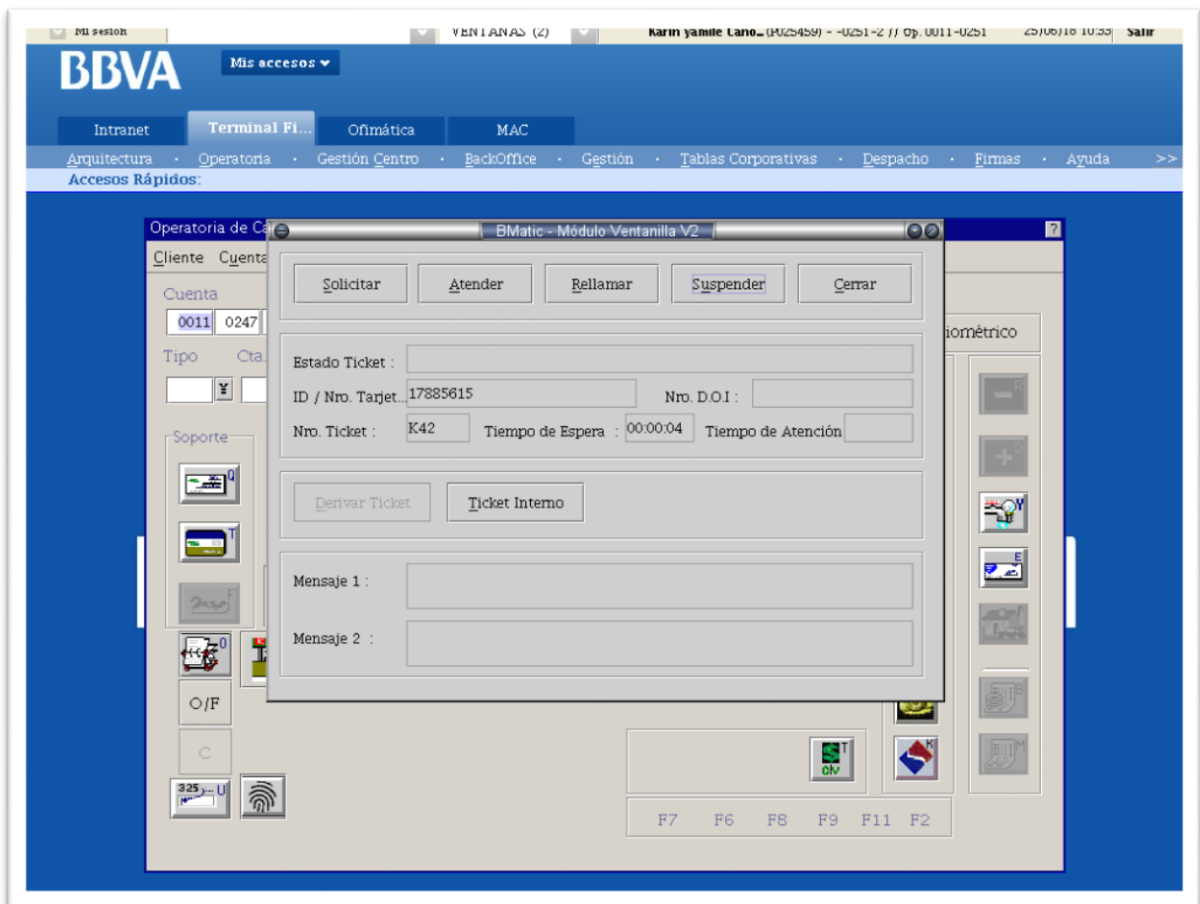 Mi sesión VENTANAS (2) Karin yamile Cano... (P025459) - -0251-2 // Op. 0011-0251 25/06/18 10:33 Salir
BBVA Mis accesos
Intranet Terminal Fi... Ofimática MAC
Arquitectura · Operatoria · Gestión Centro · BackOffice · Gestión · Tablas Corporativas · Despacho · Firmas · Ayuda >>
Accesos Rápidos:
Operatoria de Ca
BMatic - Módulo Ventanilla V2
?
Cliente Cuenta
Solicitar Atender Rellamar Suspender Cerrar
Cuenta
0011 0247
iométrico
Tipo Cta.
¥
Estado Ticket :
ID / Nro. Tarjet... 17885615 Nro. D.O.I :
Nro. Ticket : K42 Tiempo de Espera : 00:00:04 Tiempo de Atención
Soporte
Derivar Ticket Ticket Interno
Mensaje 1 :
Mensaje 2 :
R
D
Y
E
P
B
M
Q
T
F
O
O/F
C
325 U
T
clv
K
F7 F6 F8 F9 F11 F2